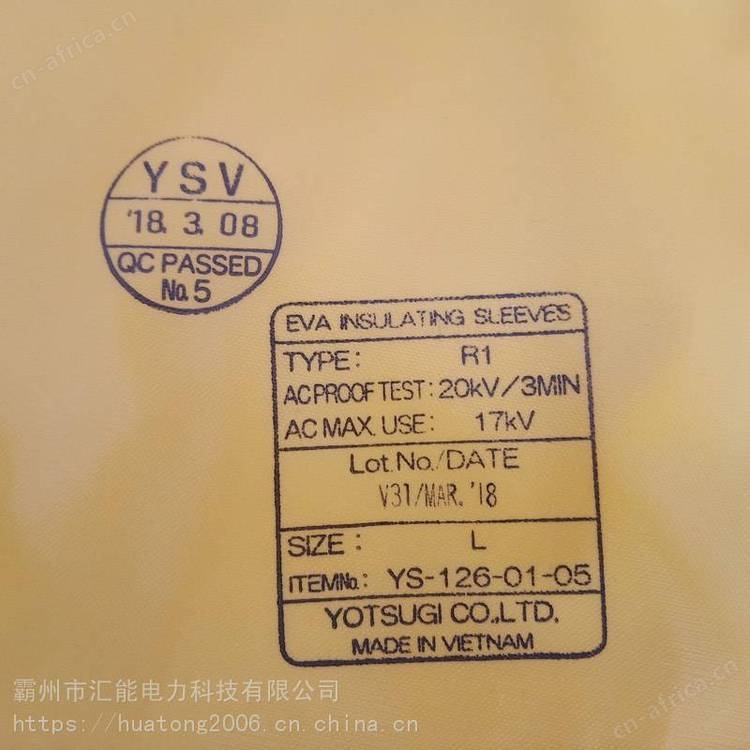 cn-africa.cn
YSV
'18. 3. 08
QC PASSED
No.5
EVA INSULATING SLEEVES
TYPE: R1
AC PROOF TEST: 20kV/3MIN
AC MAX. USE: 17kV
Lot.No./DATE
V31/MAR. '18
SIZE: L
ITEMNo.: YS-126-01-05
YOTSUGI CO.,LTD.
MADE IN VIETNAM
霸州市汇能电力科技有限公司
https://huatong2006.cn.china.cn
cn-africa.cn